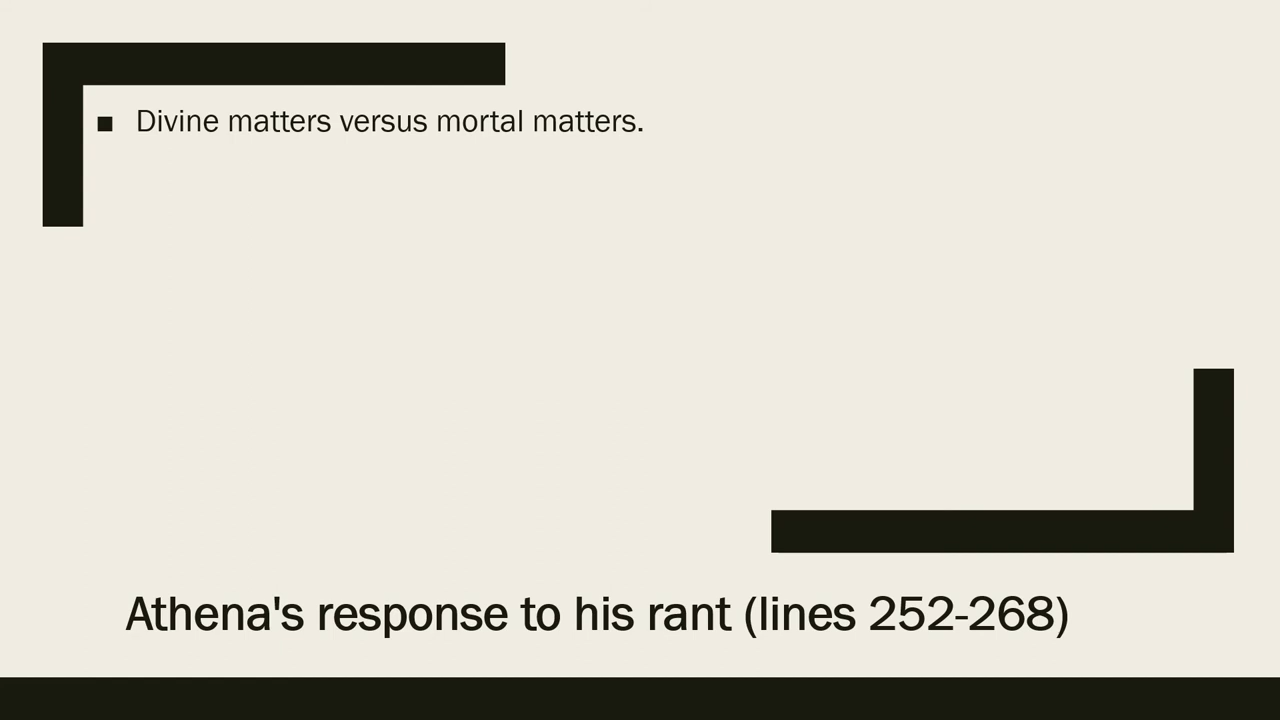 ■ Divine matters versus mortal matters.
Athena's response to his rant (lines 252-268)